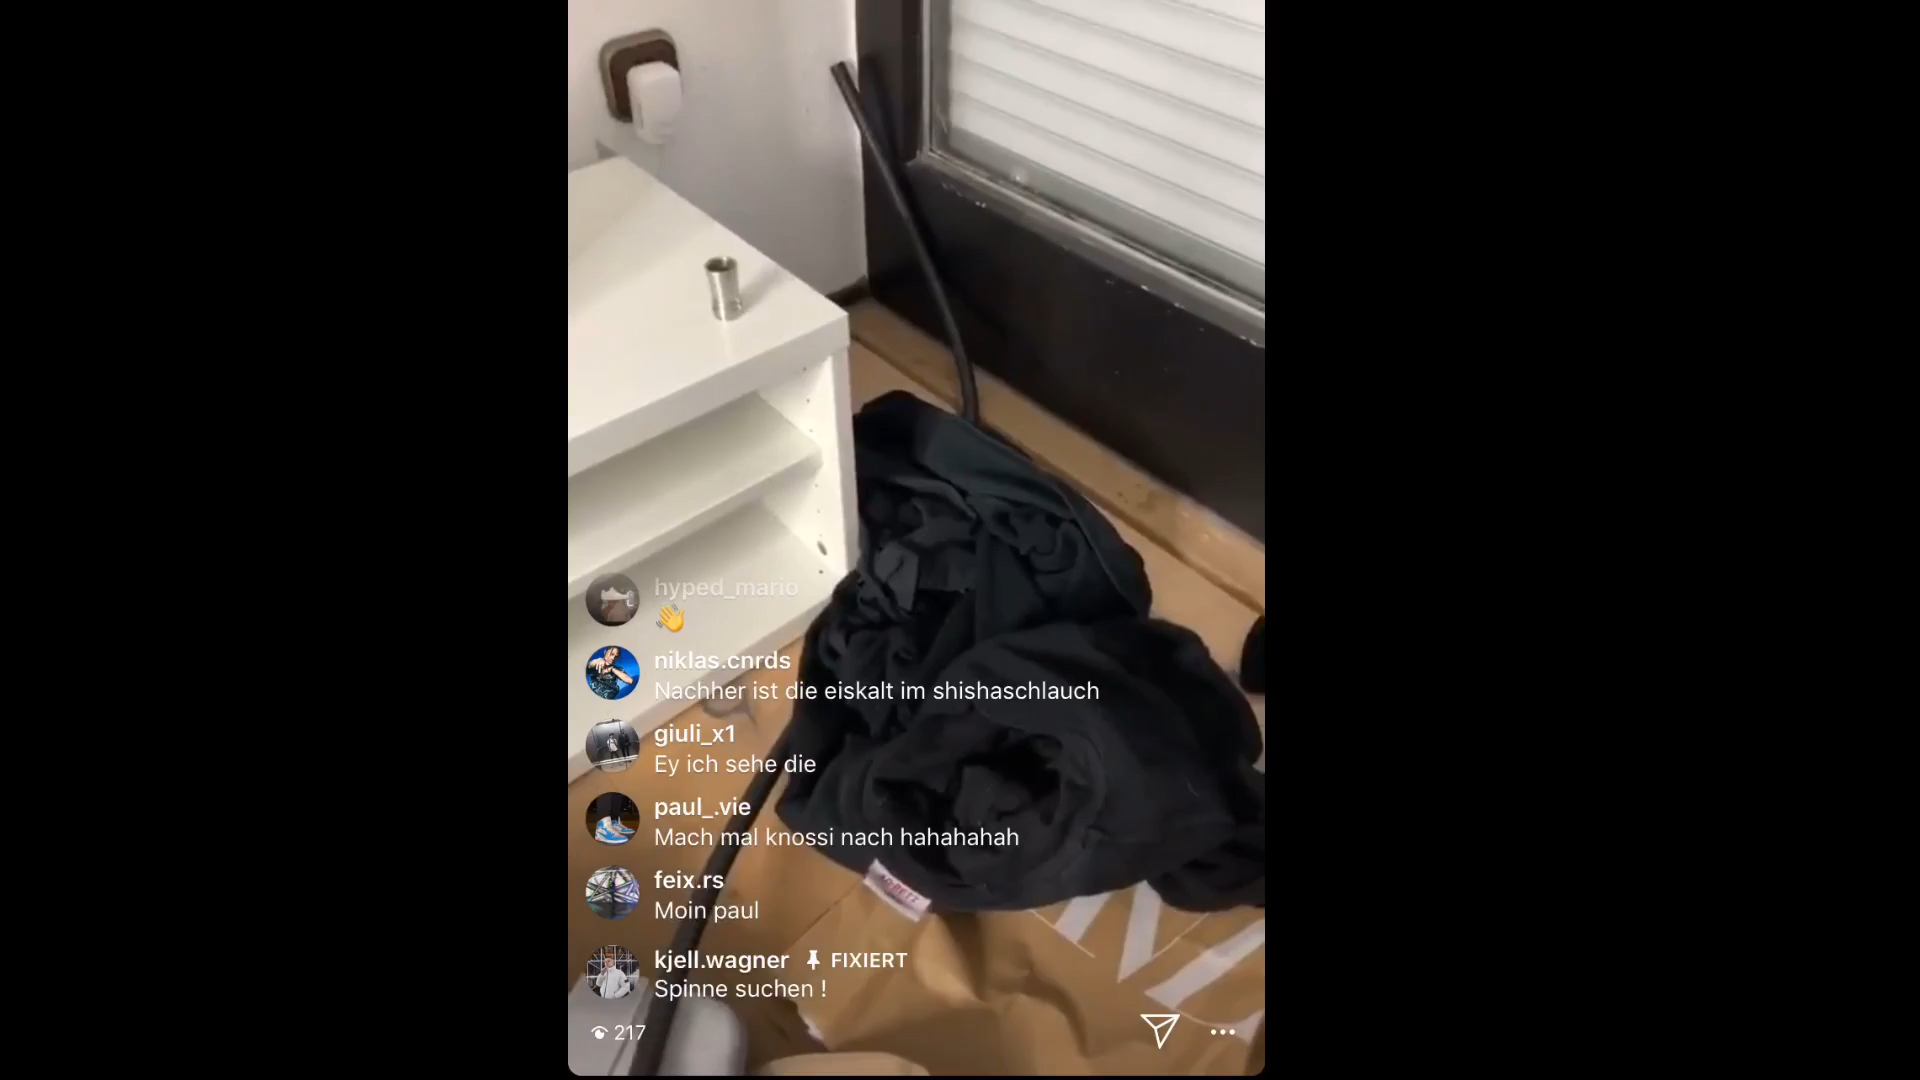 hyped_mario
👋
niklas.cnrds
Nachher ist die eiskalt im shishaschlauch
giuli_x1
Ey ich sehe die
paul_.vie
Mach mal knossi nach hahahahah
feix.rs
Moin paul
kjell.wagner FIXIERT
Spinne suchen !
217